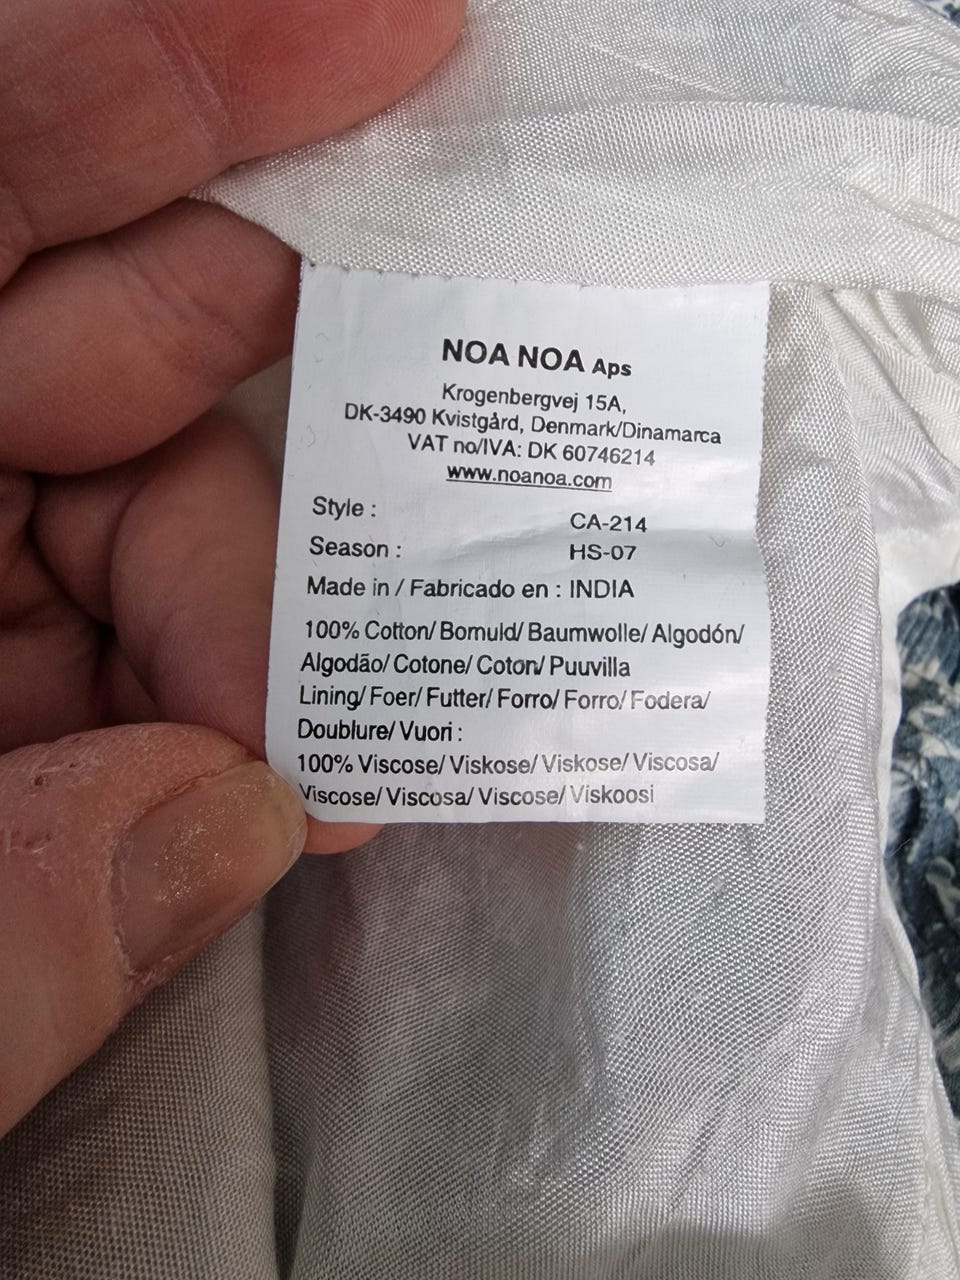 NOA NOA Aps
Krogenbergvej 15A,
DK-3490 Kvistgård, Denmark/Dinamarca
VAT no/IVA: DK 60746214
www.noanoa.com
Style : CA-214
Season : HS-07
Made in / Fabricado en : INDIA
100% Cotton/ Bomuld/ Baumwolle/ Algodón/
Algodão/ Cotone/ Coton/ Puuvilla
Lining/ Foer/ Futter/ Forro/ Forro/ Fodera/
Doublure/ Vuori :
100% Viscose/ Viskose/ Viskose/ Viscosa/
Viscose/ Viscosa/ Viscose/ Viskoosi